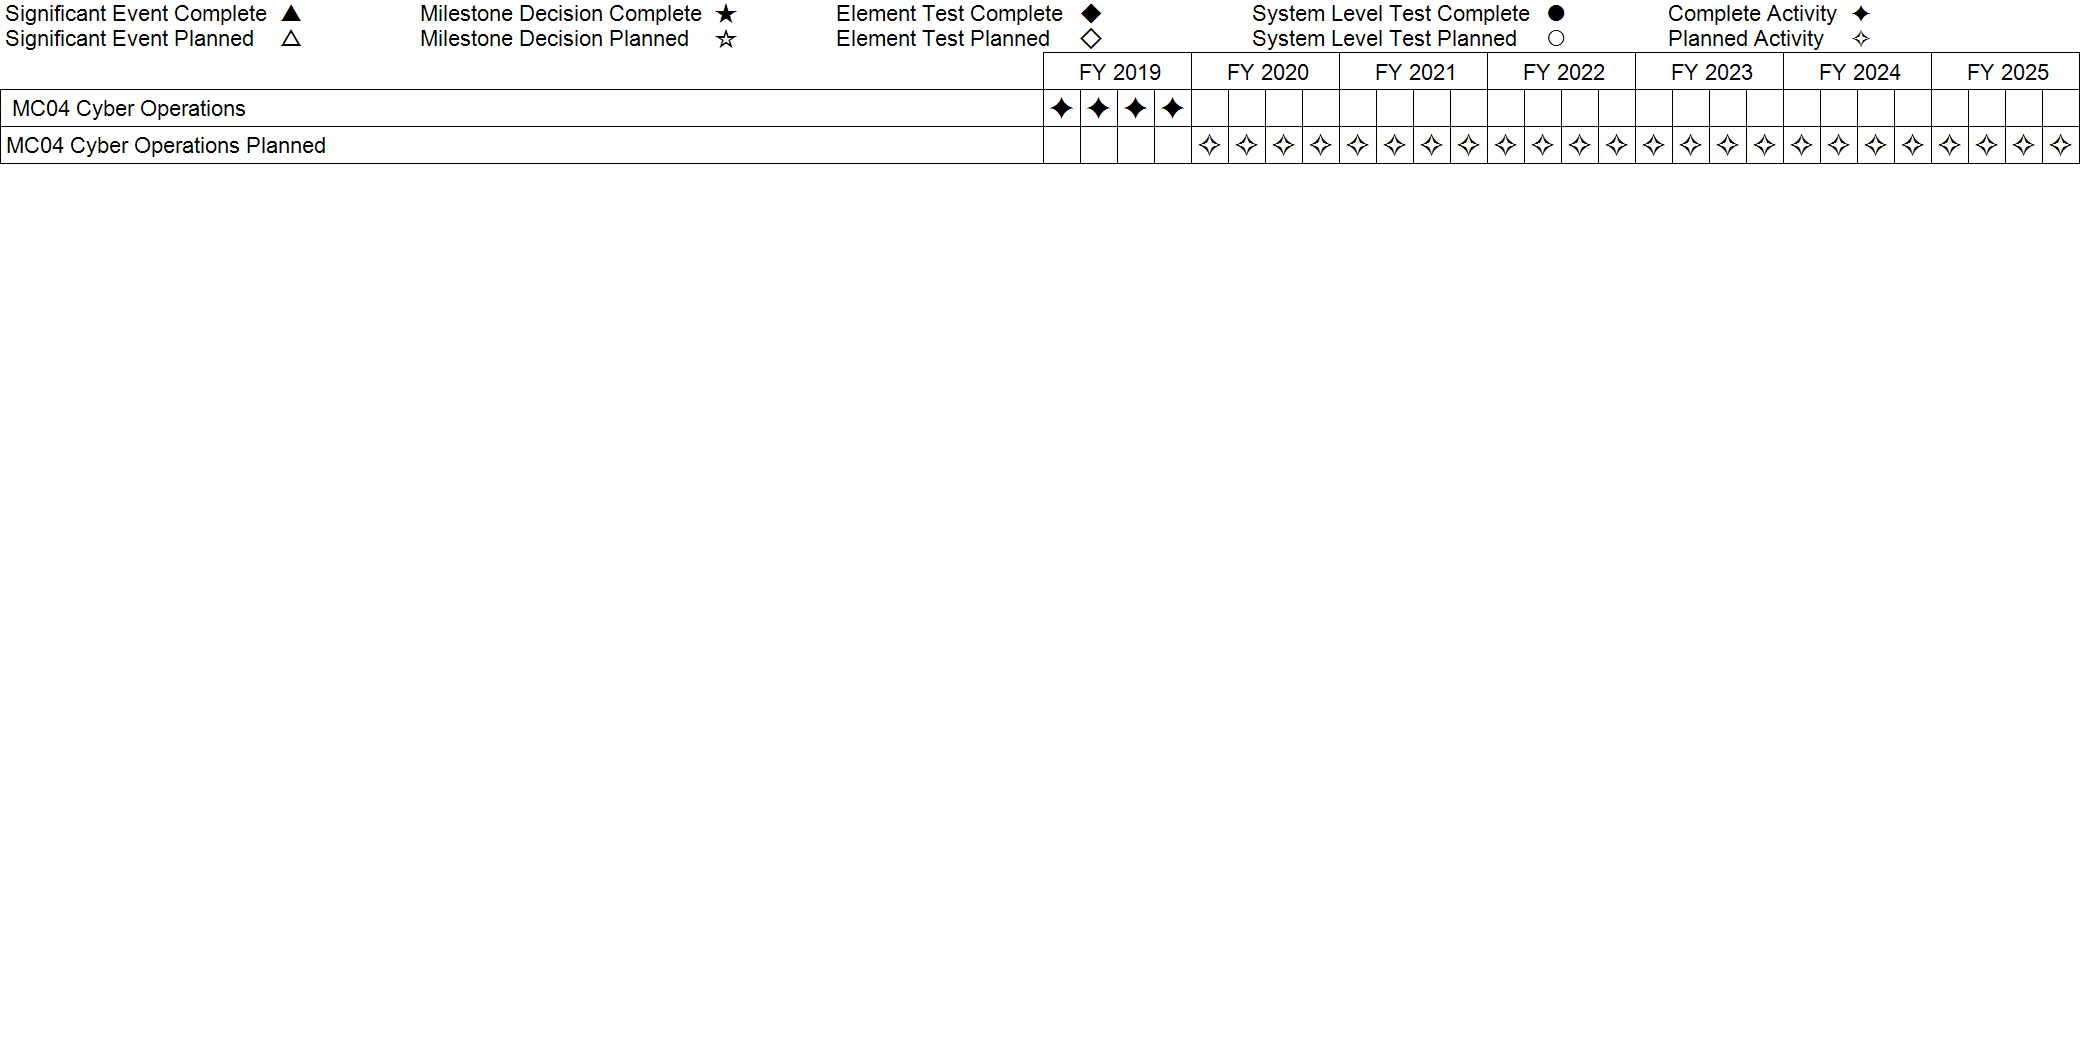 Significant Event Complete ▲ Milestone Decision Complete ★ Element Test Complete ◆ System Level Test Complete ● Complete Activity ✦
Significant Event Planned △ Milestone Decision Planned ☆ Element Test Planned ◇ System Level Test Planned ○ Planned Activity ✧
FY 2019 FY 2020 FY 2021 FY 2022 FY 2023 FY 2024 FY 2025
MC04 Cyber Operations ✦ ✦ ✦ ✦
MC04 Cyber Operations Planned ✧ ✧ ✧ ✧ ✧ ✧ ✧ ✧ ✧ ✧ ✧ ✧ ✧ ✧ ✧ ✧ ✧ ✧ ✧ ✧ ✧ ✧ ✧ ✧